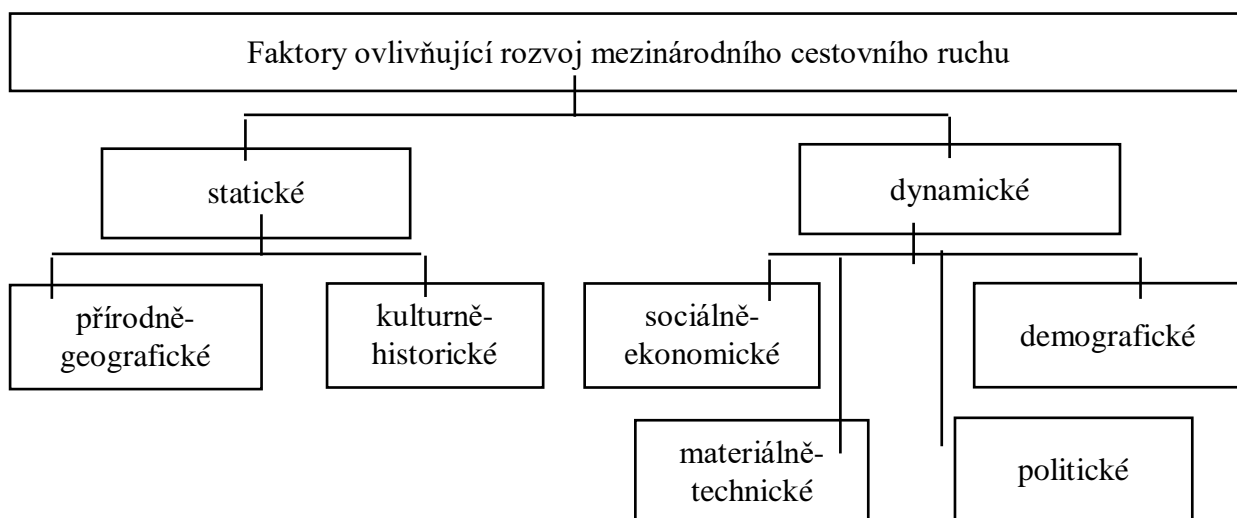 Faktory ovlivňující rozvoj mezinárodního cestovního ruchu
statické
dynamické
přírodně-
geografické
kulturně-
historické
sociálně-
ekonomické
demografické
materiálně-
technické
politické